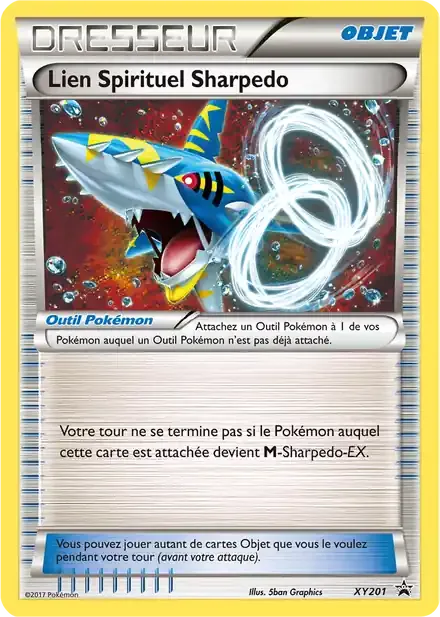 DRESSEUR OBJET
Lien Spirituel Sharpedo
Outil Pokémon
Attachez un Outil Pokémon à 1 de vos
Pokémon auquel un Outil Pokémon n'est pas déjà attaché.
Votre tour ne se termine pas si le Pokémon auquel
cette carte est attachée devient M-Sharpedo-EX.
Vous pouvez jouer autant de cartes Objet que vous le voulez
pendant votre tour (avant votre attaque).
©2017 Pokémon Illus. 5ban Graphics XY201